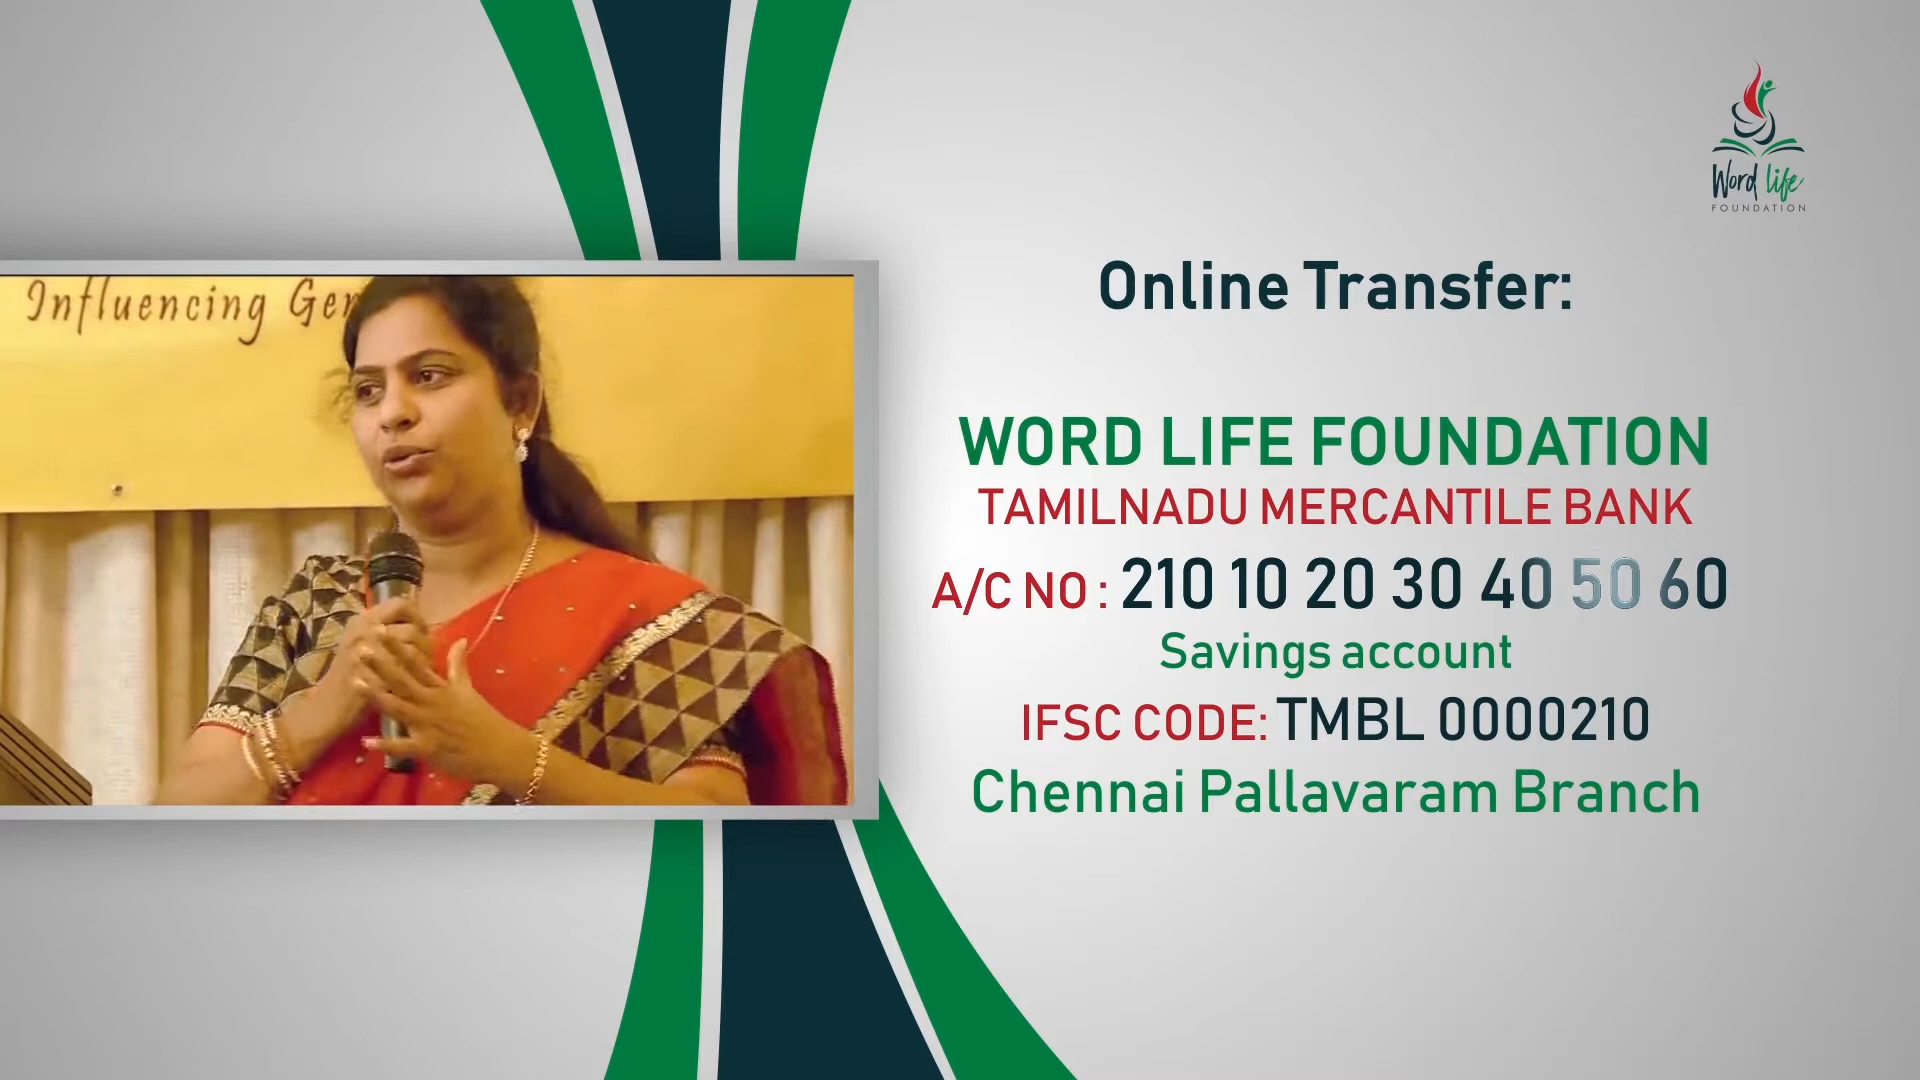 Word life
FOUNDATION
Influencing Gen
Online Transfer:
WORD LIFE FOUNDATION
TAMILNADU MERCANTILE BANK
A/C NO : 210 10 20 30 40 50 60
Savings account
IFSC CODE: TMBL 0000210
Chennai Pallavaram Branch